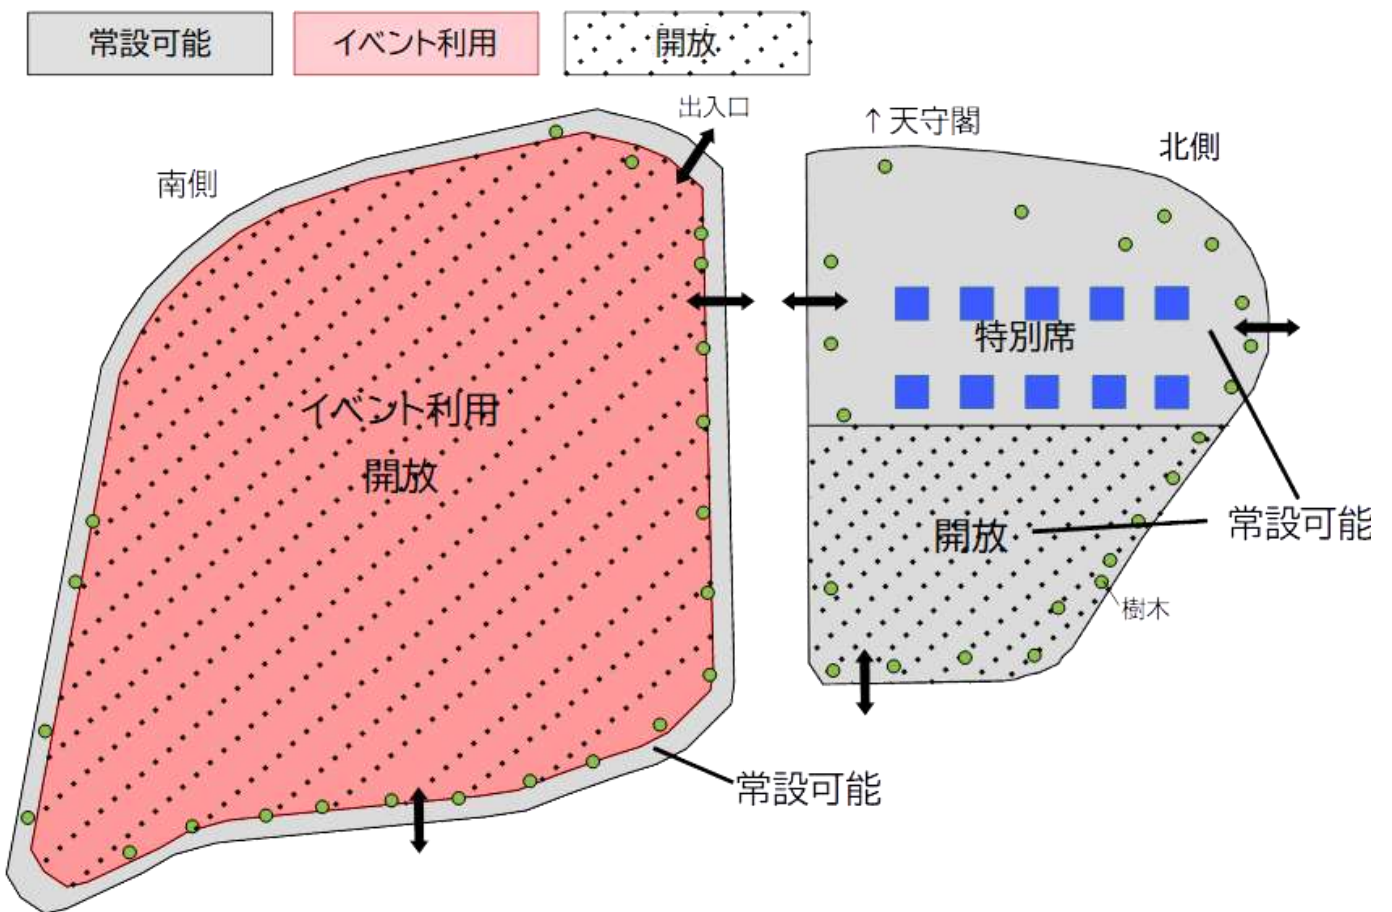 常設可能
イベント利用
開放
出入口
↑天守閣
北側
南側
特別席
イベント利用
開放
開放
常設可能
樹木
常設可能